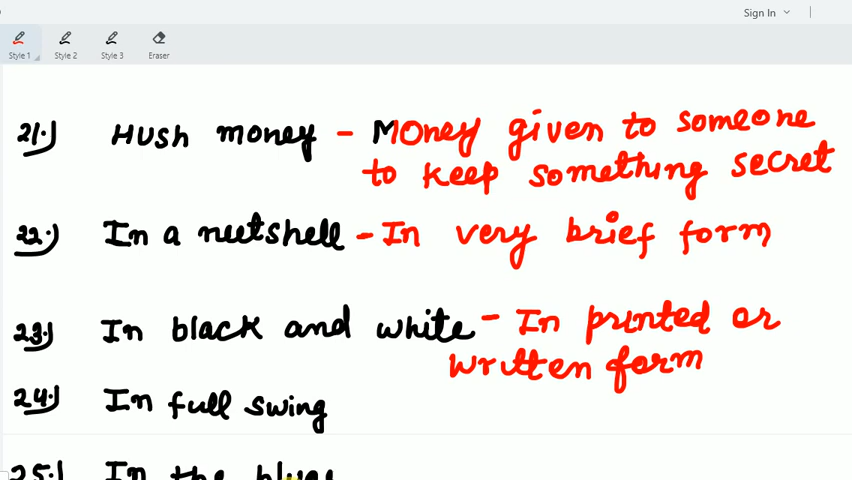 Sign In
Style 1
Style 2
Style 3
Eraser
21.) Hush money - Money given to someone
to keep something secret
22.) In a nutshell - In very brief form
23.) In black and white - In printed or
written form
24.) In full swing
25.) In the blues